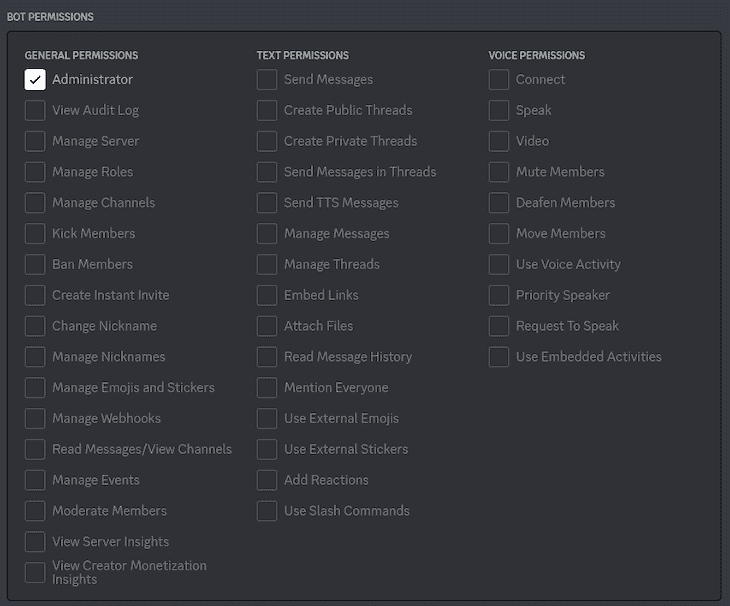 BOT PERMISSIONS
GENERAL PERMISSIONS
Administrator
View Audit Log
Manage Server
Manage Roles
Manage Channels
Kick Members
Ban Members
Create Instant Invite
Change Nickname
Manage Nicknames
Manage Emojis and Stickers
Manage Webhooks
Read Messages/View Channels
Manage Events
Moderate Members
View Server Insights
View Creator Monetization
Insights
TEXT PERMISSIONS
Send Messages
Create Public Threads
Create Private Threads
Send Messages in Threads
Send TTS Messages
Manage Messages
Manage Threads
Embed Links
Attach Files
Read Message History
Mention Everyone
Use External Emojis
Use External Stickers
Add Reactions
Use Slash Commands
VOICE PERMISSIONS
Connect
Speak
Video
Mute Members
Deafen Members
Move Members
Use Voice Activity
Priority Speaker
Request To Speak
Use Embedded Activities